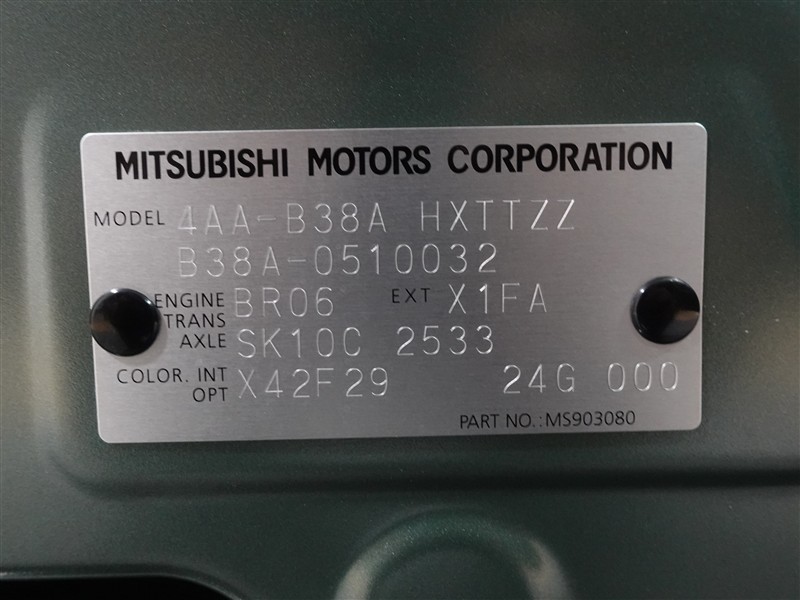 MITSUBISHI MOTORS CORPORATION
MODEL 4AA-B38A HXTTZZ
B38A-0510032
ENGINE BR06 EXT X1FA
TRANS
AXLE SK10C 2533
COLOR. INT X42F29 24G 000
OPT
PART NO.:MS903080